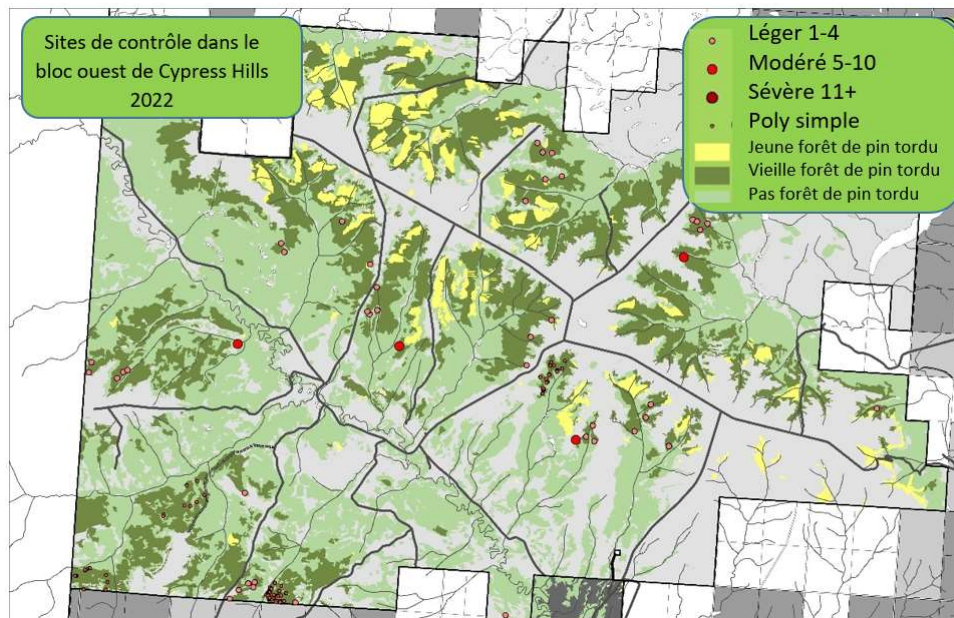 Sites de contrôle dans le
bloc ouest de Cypress Hills
2022
Léger 1-4
Modéré 5-10
Sévère 11+
Poly simple
Jeune forêt de pin tordu
Vieille forêt de pin tordu
Pas forêt de pin tordu